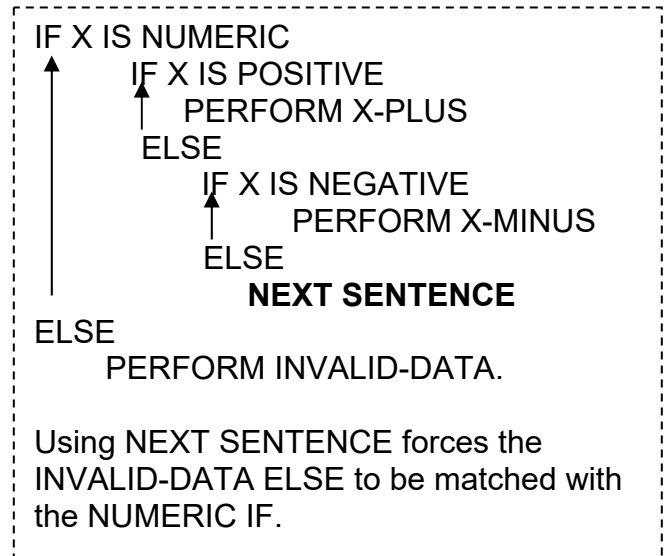 IF X IS NUMERIC
IF X IS POSITIVE
PERFORM X-PLUS
ELSE
IF X IS NEGATIVE
PERFORM X-MINUS
ELSE
NEXT SENTENCE
ELSE
PERFORM INVALID-DATA.
Using NEXT SENTENCE forces the
INVALID-DATA ELSE to be matched with
the NUMERIC IF.